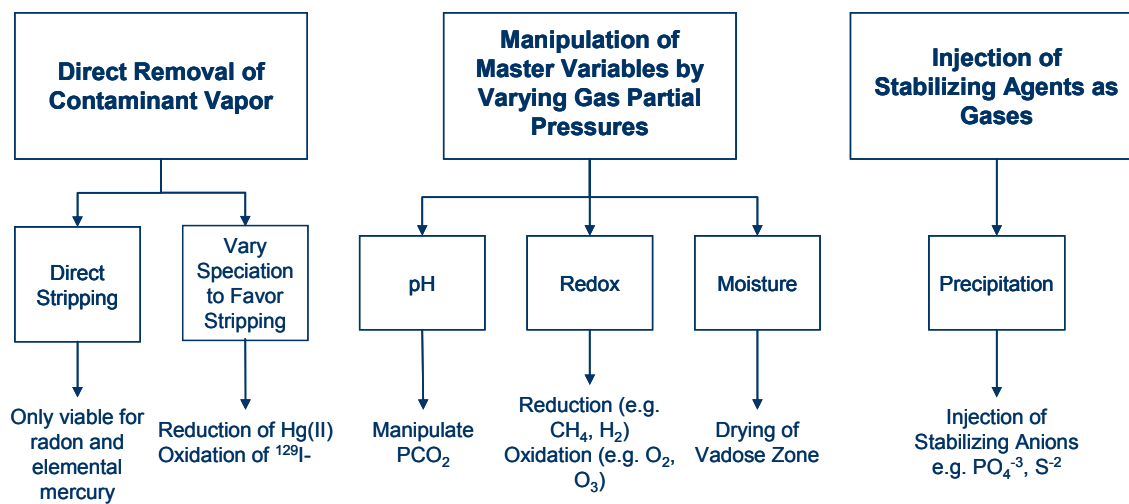 Direct Removal of
Contaminant Vapor
Manipulation of
Master Variables by
Varying Gas Partial
Pressures
Injection of
Stabilizing Agents as
Gases
Direct
Stripping
Vary
Speciation
to Favor
Stripping
pH
Redox
Moisture
Precipitation
Only viable for
radon and
elemental
mercury
Reduction of Hg(II)
Oxidation of ¹²⁹I-
Manipulate
PCO₂
Reduction (e.g.
CH₄, H₂)
Oxidation (e.g. O₂,
O₃)
Drying of
Vadose Zone
Injection of
Stabilizing Anions
e.g. PO₄⁻³, S⁻²